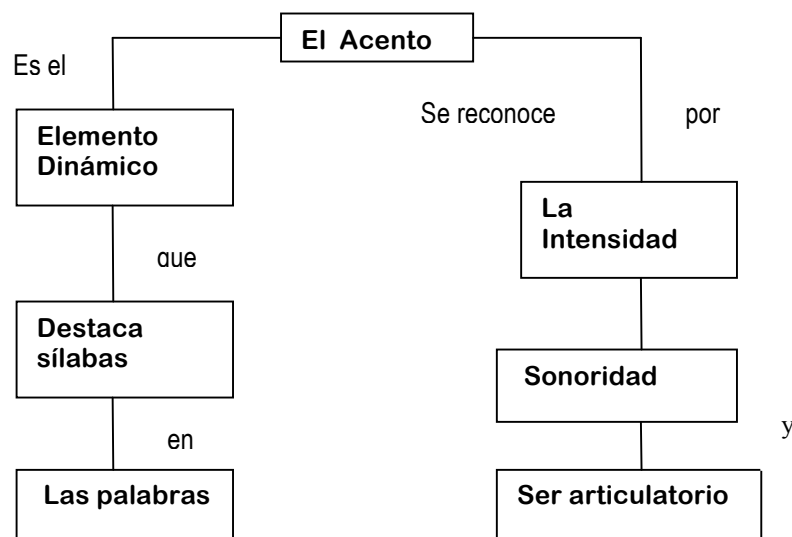 El Acento
Es el
Se reconoce por
Elemento
Dinámico
La
Intensidad
que
Destaca
sílabas
Sonoridad
y
en
Las palabras
Ser articulatorio